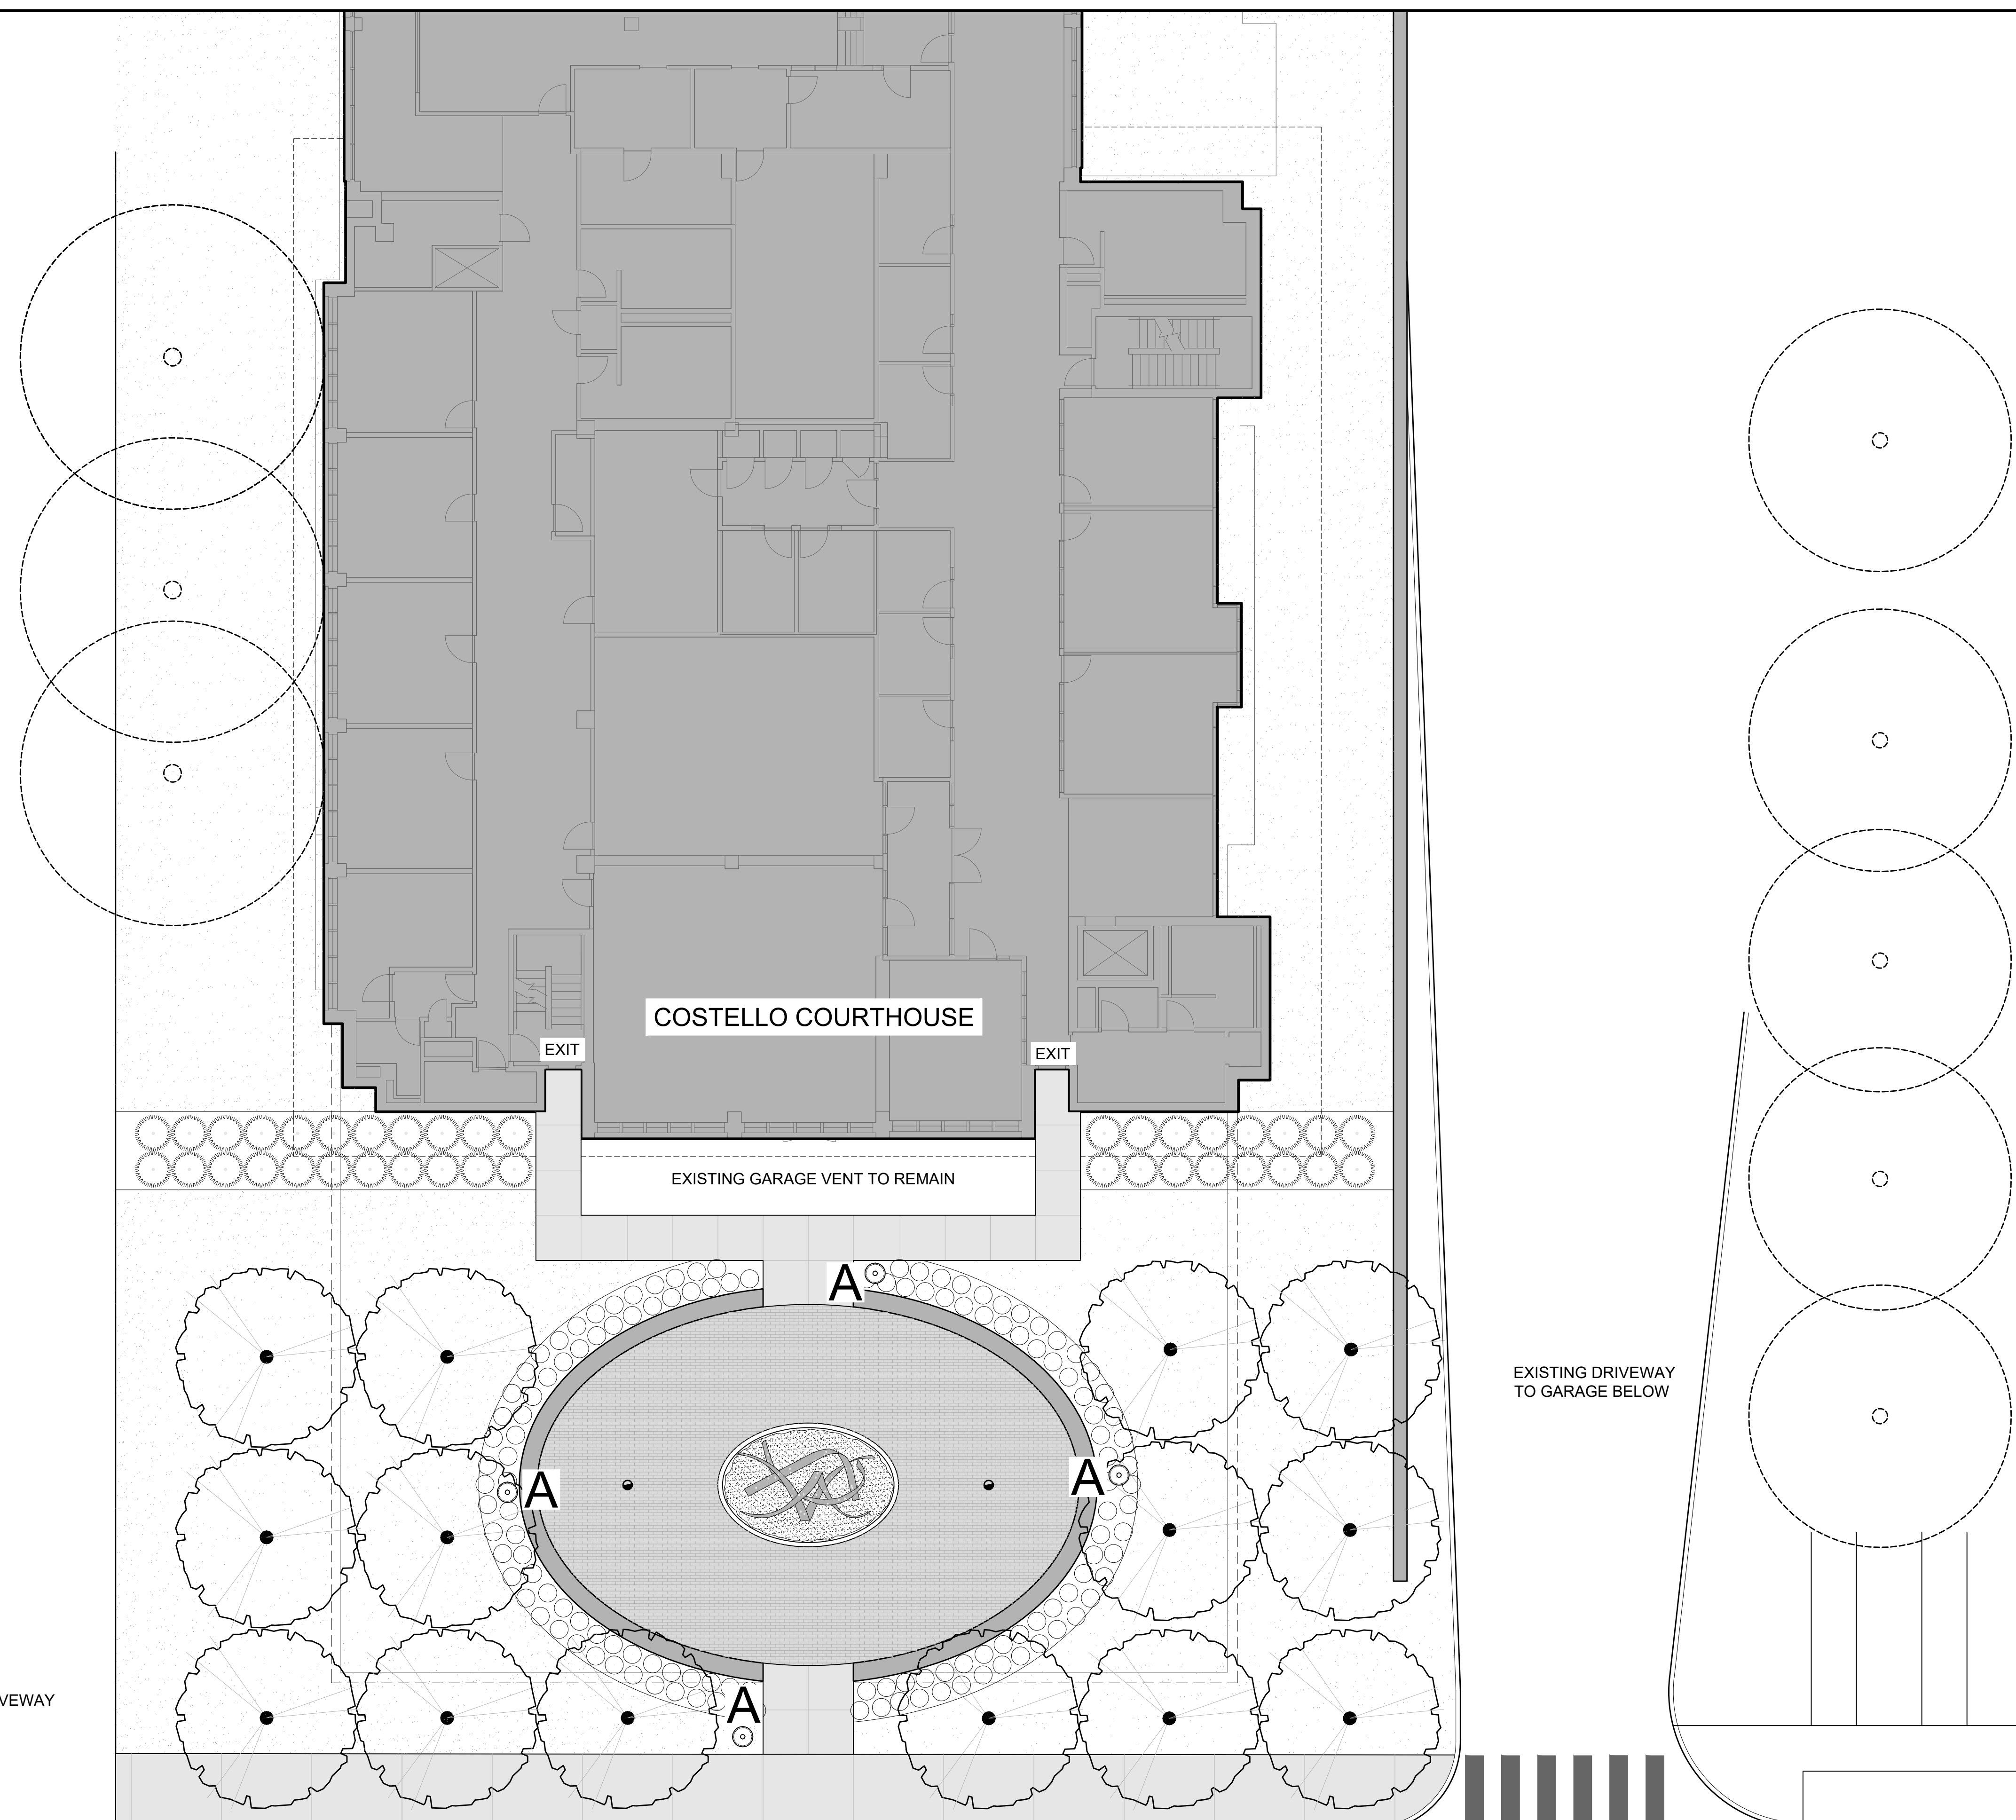 COSTELLO COURTHOUSE
EXIT
EXIT
EXISTING GARAGE VENT TO REMAIN
A
EXISTING DRIVEWAY
TO GARAGE BELOW
A
A
A
VEWAY